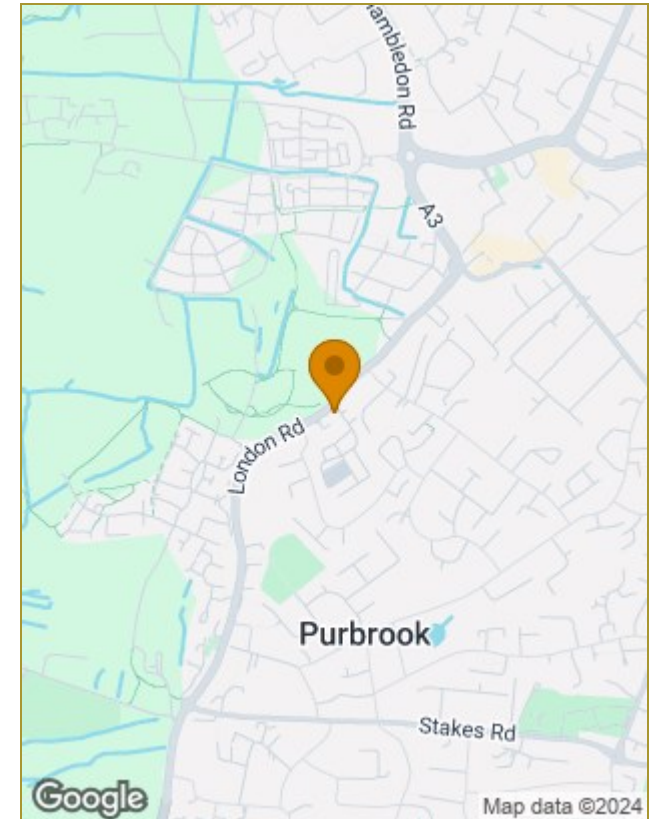 Hambledon Rd
A3
London Rd
Purbrook
Stakes Rd
Google
Map data ©2024